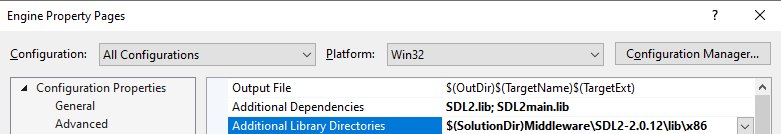 Engine Property Pages ? ×
Configuration: All Configurations Platform: Win32 Configuration Manager...
Configuration Properties Output File $(OutDir)$(TargetName)$(TargetExt)
General Additional Dependencies SDL2.lib; SDL2main.lib
Advanced Additional Library Directories $(SolutionDir)Middleware\SDL2-2.0.12\lib\x86